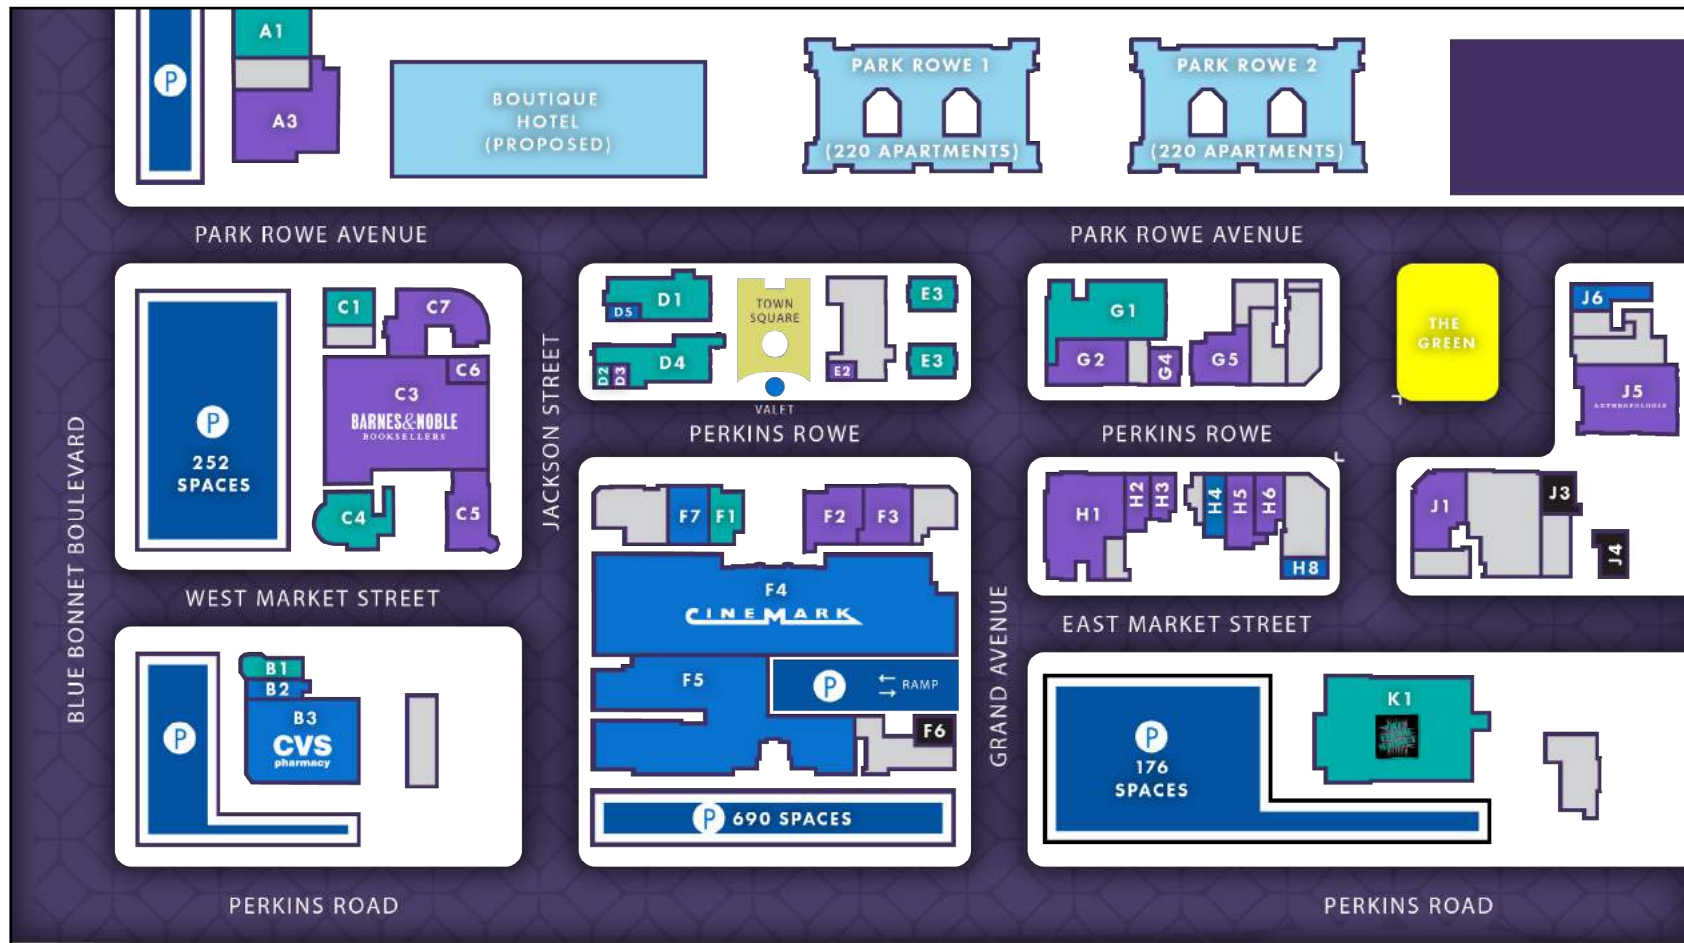 A1
P
A3
BOUTIQUE
HOTEL
(PROPOSED)
PARK ROWE 1
(220 APARTMENTS)
PARK ROWE 2
(220 APARTMENTS)
PARK ROWE AVENUE
PARK ROWE AVENUE
P
252
SPACES
C1
C7
C6
C3
BARNES&NOBLE
BOOKSELLERS
C4
C5
BLUE BONNET BOULEVARD
JACKSON STREET
D1
D5
D4
D2
D3
TOWN
SQUARE
VALET
E3
E3
E2
PERKINS ROWE
G1
G2
G4
G5
PERKINS ROWE
THE
GREEN
J6
J5
ANTHROPOLOGIE
F7
F1
F2
F3
F4
CINEMARK
F5
P
RAMP
F6
P 690 SPACES
GRAND AVENUE
H1
H2
H3
H4
H5
H6
H8
J1
J3
J4
WEST MARKET STREET
EAST MARKET STREET
P
B1
B2
B3
CVS
pharmacy
P
176
SPACES
K1
PERKINS ROAD
PERKINS ROAD